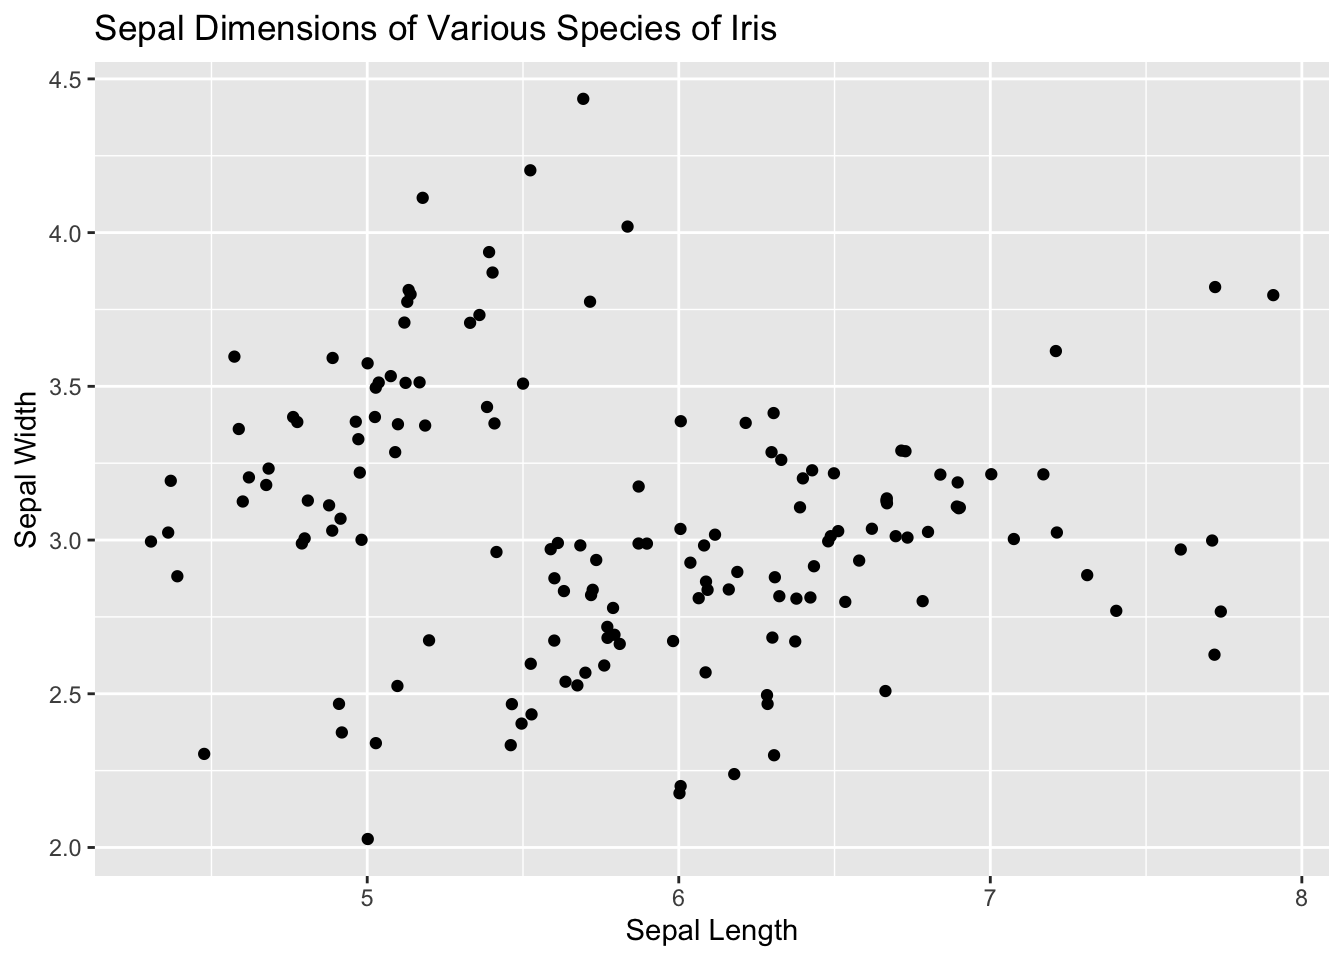 Sepal Dimensions of Various Species of Iris
4.5
4.0
3.5
3.0
2.5
2.0
Sepal Width
5 6 7 8
Sepal Length